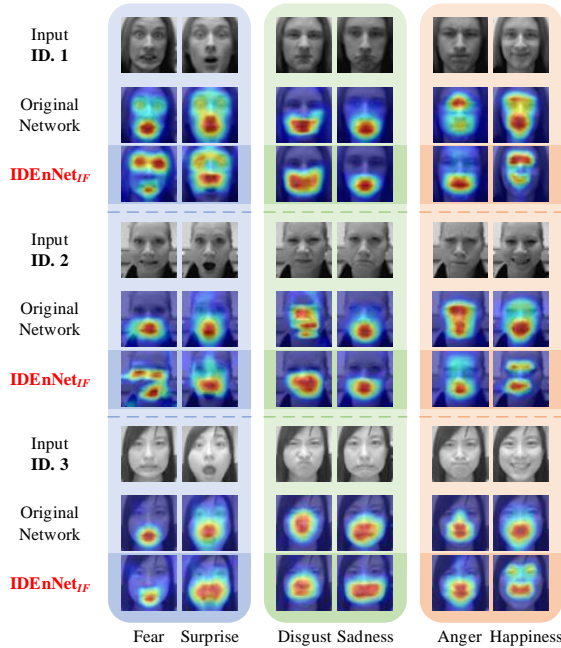 Input
ID. 1
Original
Network
IDEnNetIF
Input
ID. 2
Original
Network
IDEnNetIF
Input
ID. 3
Original
Network
IDEnNetIF
Fear Surprise Disgust Sadness Anger Happiness